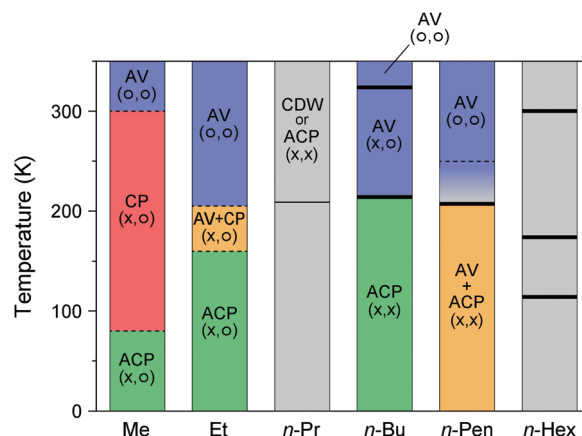 AV
(o,o)
Temperature (K)
300
200
100
0
AV
(o,o)
CP
(x,o)
ACP
(x,o)
AV
(o,o)
AV+CP
(x,o)
ACP
(x,o)
CDW
or
ACP
(x,x)
AV
(x,o)
ACP
(x,x)
AV
(o,o)
AV
+
ACP
(x,x)
Me
Et
n-Pr
n-Bu
n-Pen
n-Hex